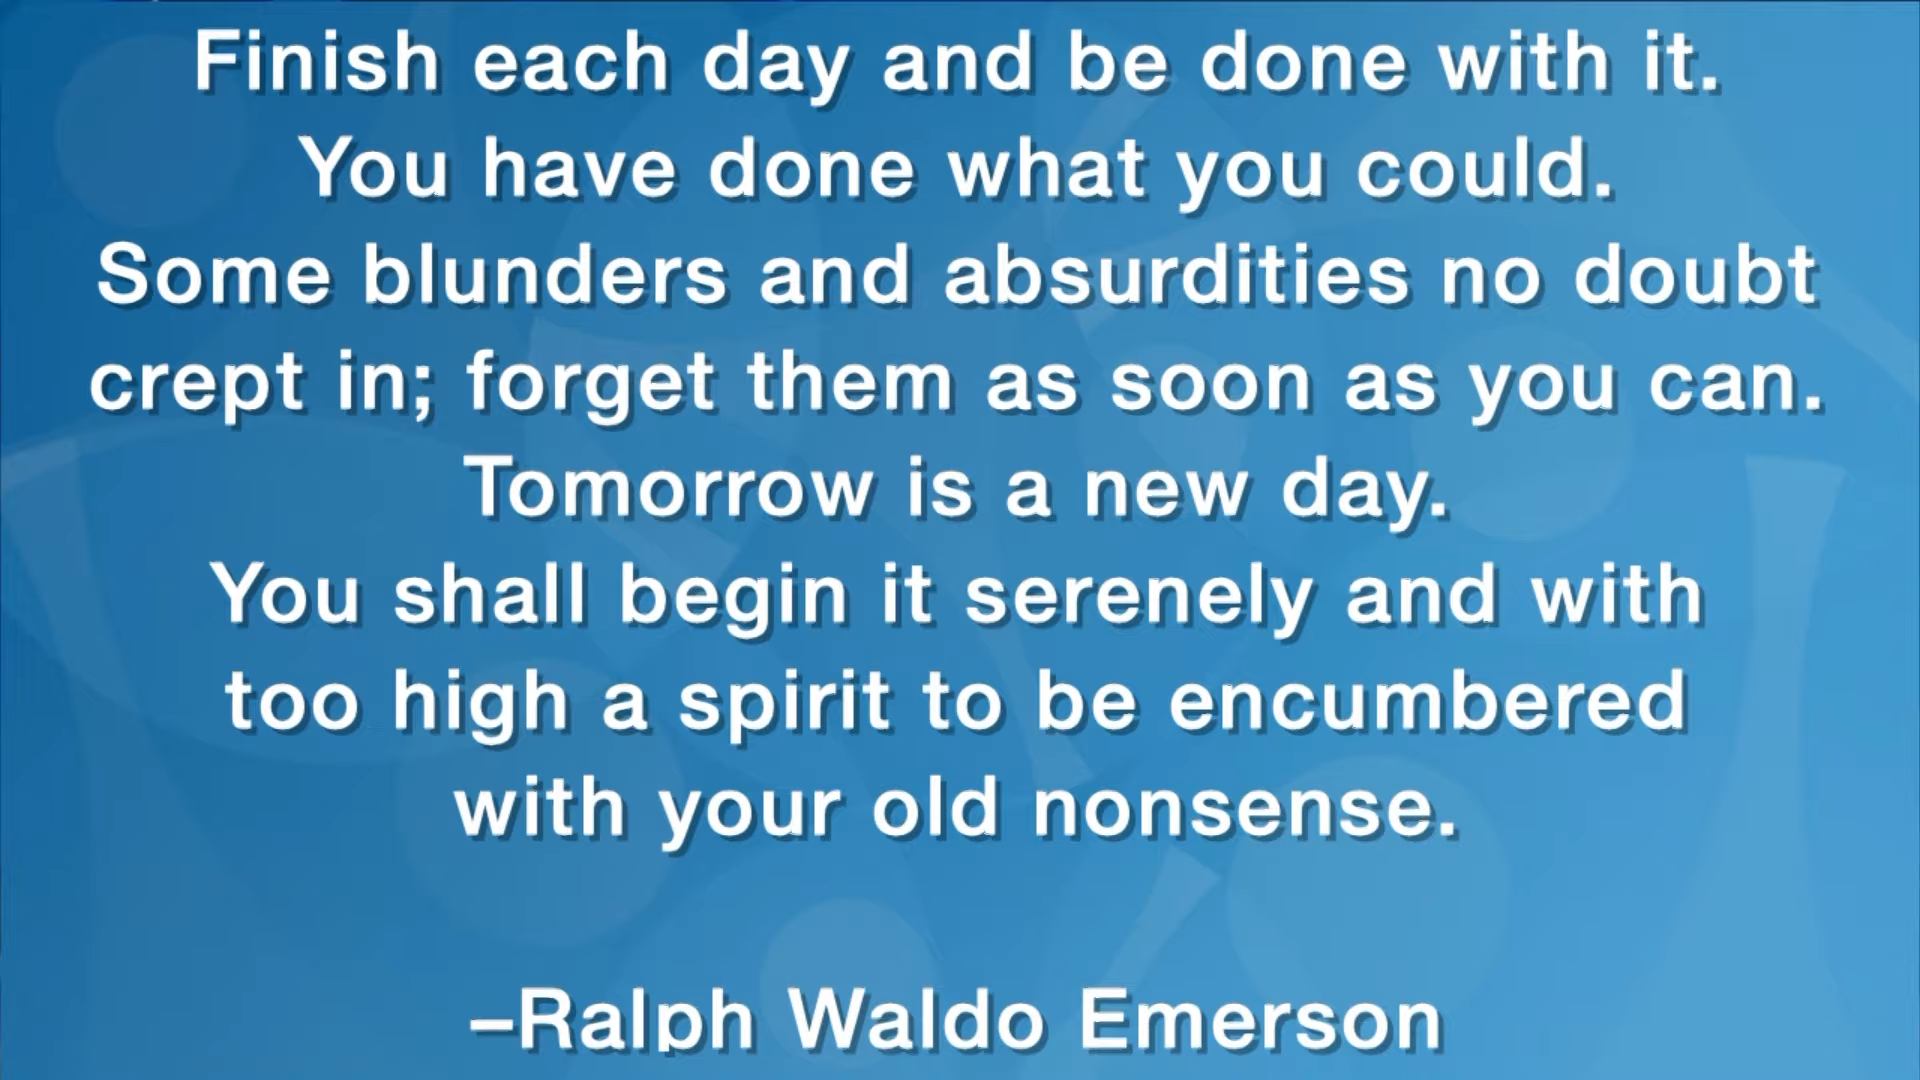 Finish each day and be done with it.
You have done what you could.
Some blunders and absurdities no doubt
crept in; forget them as soon as you can.
Tomorrow is a new day.
You shall begin it serenely and with
too high a spirit to be encumbered
with your old nonsense.
–Ralph Waldo Emerson